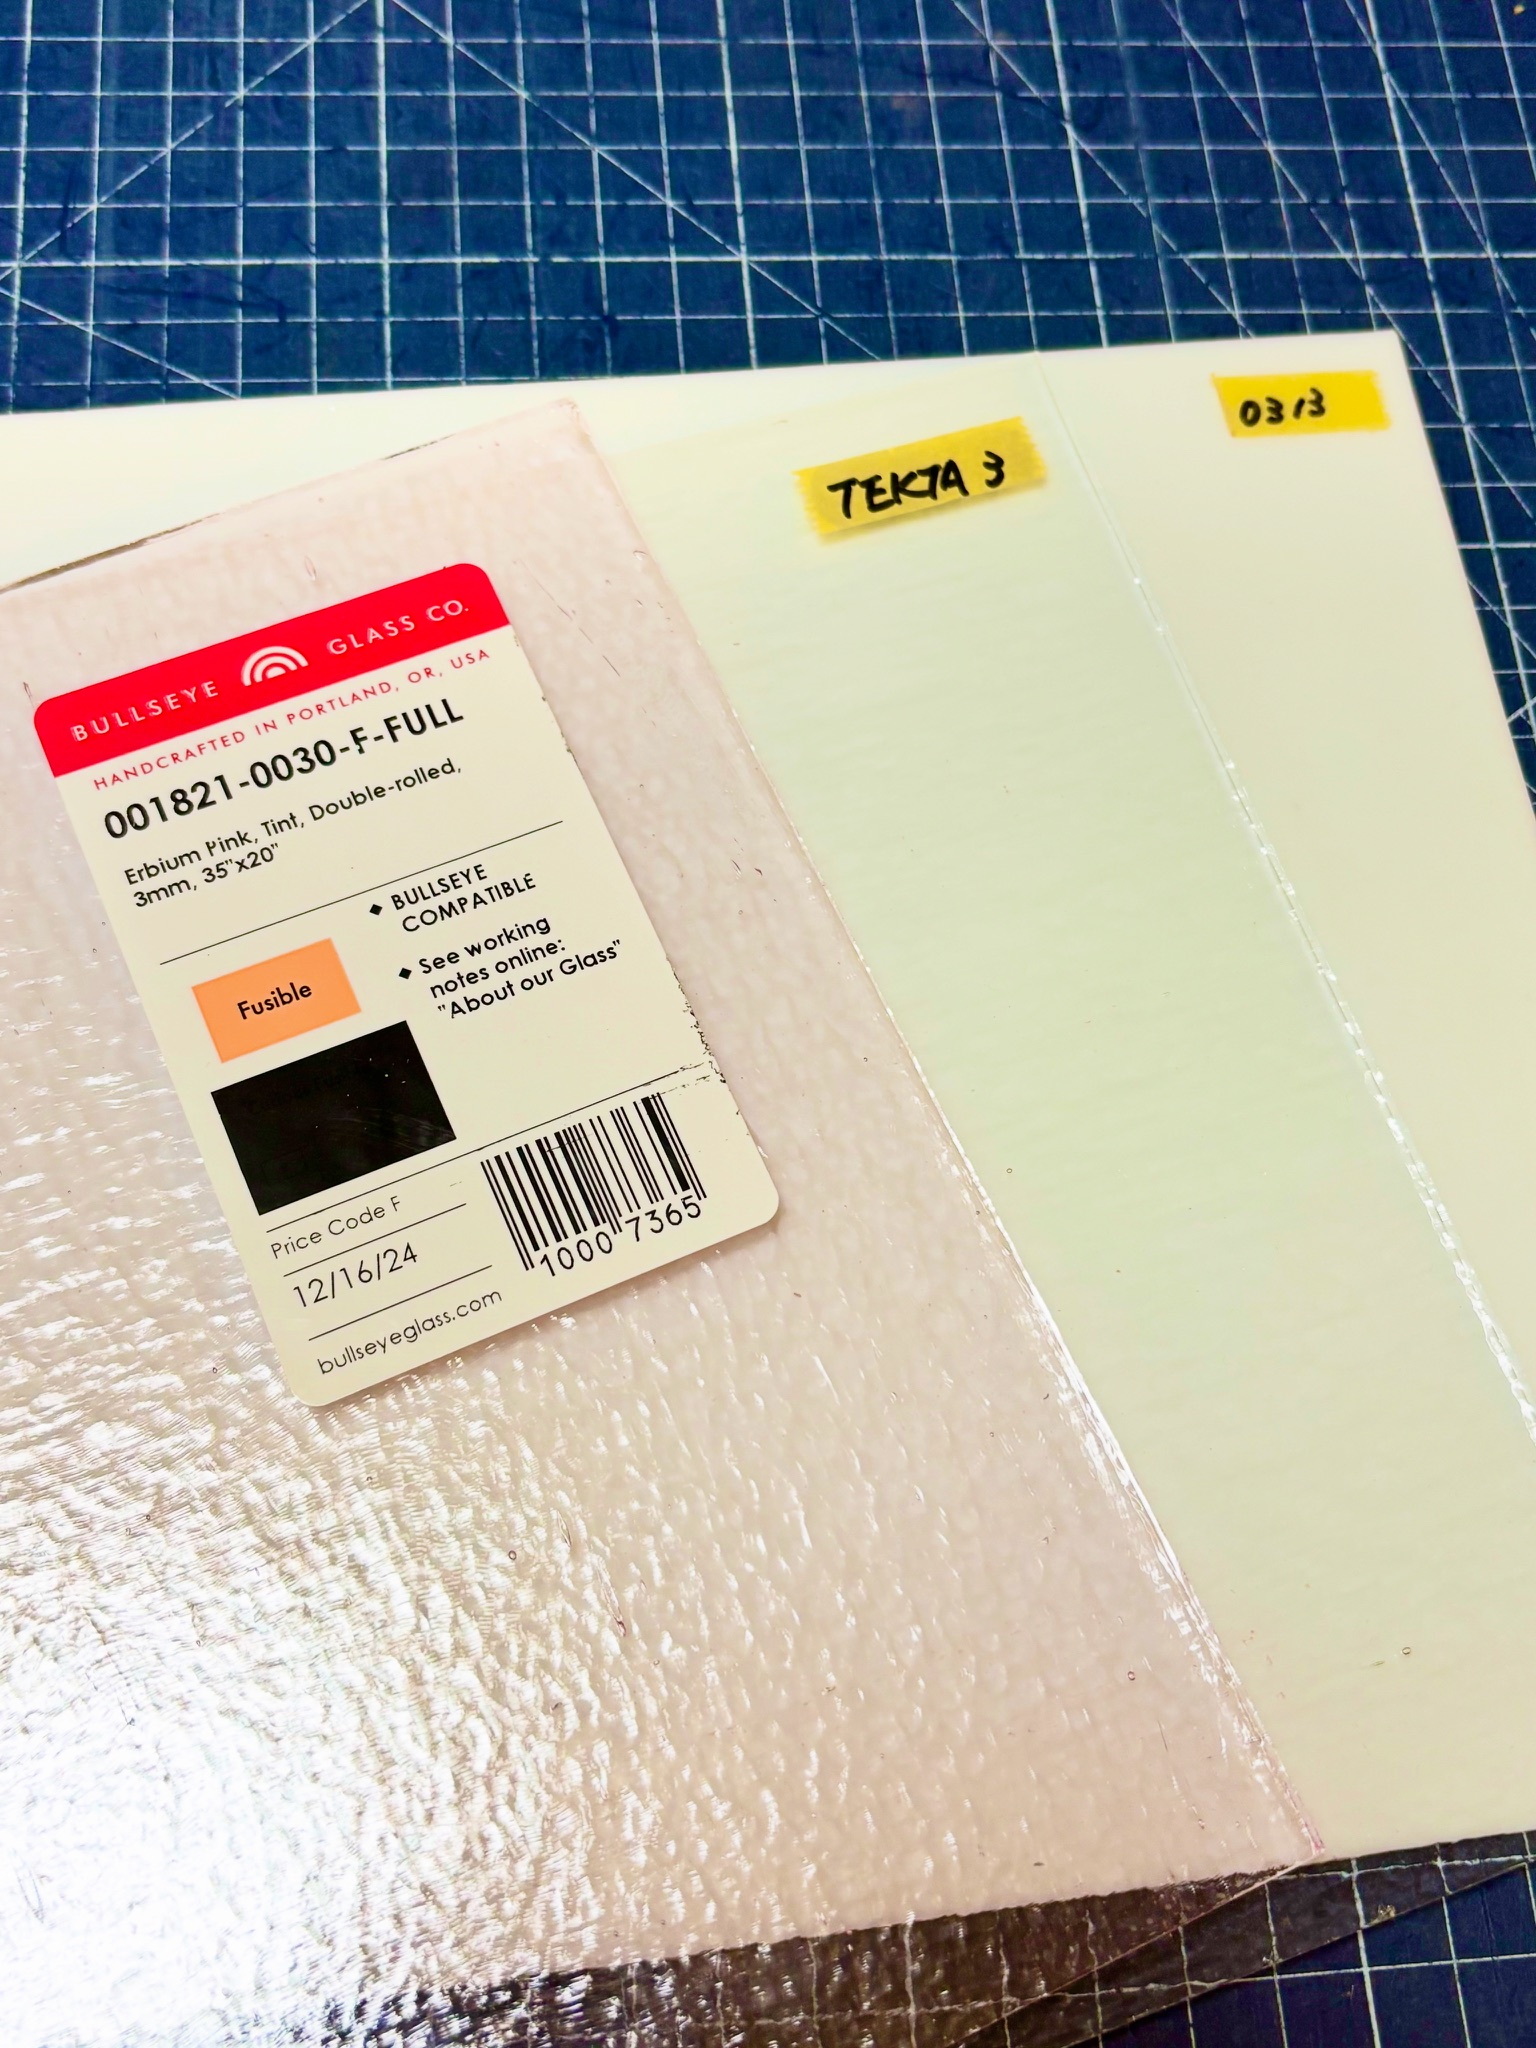 0313
TEKTA 3
BULLSEYE GLASS CO.
HANDCRAFTED IN PORTLAND, OR, USA
001821-0030-F-FULL
Erbium Pink, Tint, Double-rolled,
3mm, 35"x20"
◆ BULLSEYE
COMPATIBLE
◆ See working
notes online:
"About our Glass"
Fusible
Price Code F
12/16/24
bullseyeglass.com
1000 7365